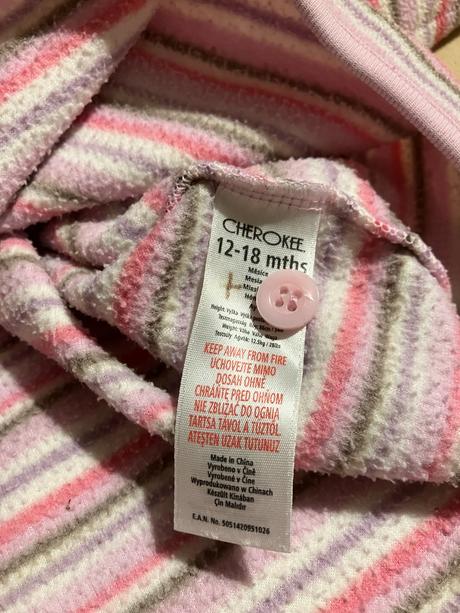 CHEROKEE
12-18 mths
Měsíce
KEEP AWAY FROM FIRE
UCHOVEJTE MIMO
DOSAH OHNĚ
CHRÁŇTE PRED OHŇOM
NIE ZBLIŻAĆ DO OGNIA
TARTSA TÁVOL A TŰZTŐL
ATEŞTEN UZAK TUTUNUZ
Made in China
Vyrobeno v Číně
Vyrobené v Číne
Wyprodukowano w Chinach
Készült Kínában
Çin Malıdır
E.A.N. No. 5051420951026